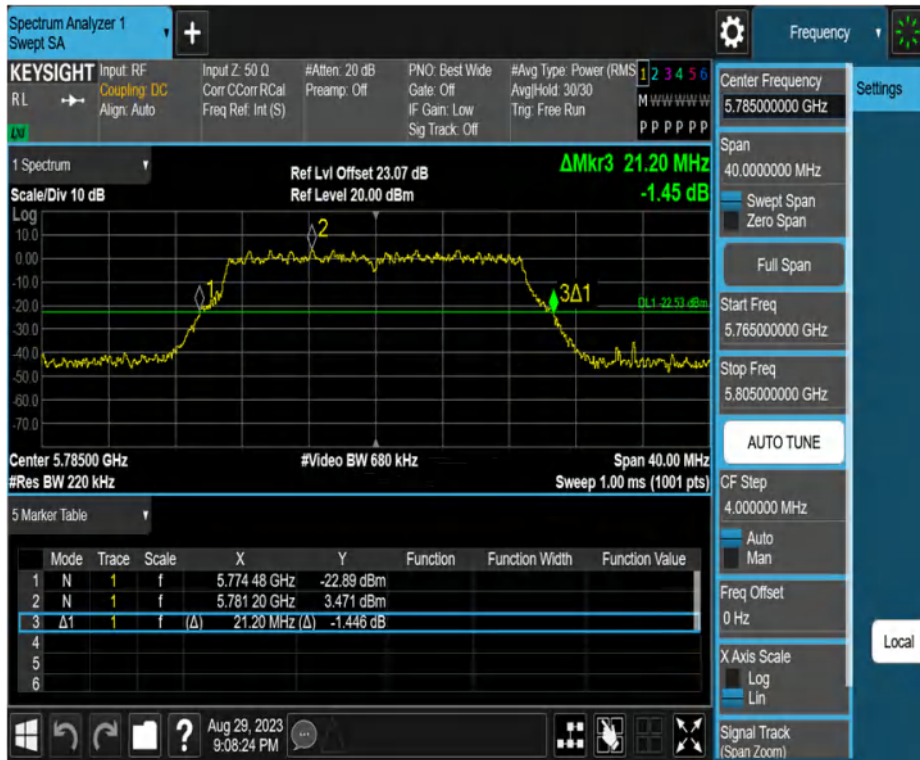 Spectrum Analyzer 1
Swept SA
+
Frequency
KEYSIGHT
RL
LXI
Input: RF
Coupling: DC
Align: Auto
Input Z: 50 Ω
Corr CCorr RCal
Freq Ref: Int (S)
#Atten: 20 dB
Preamp: Off
PNO: Best Wide
Gate: Off
IF Gain: Low
Sig Track: Off
#Avg Type: Power (RMS
Avg|Hold: 30/30
Trig: Free Run
1 2 3 4 5 6
M W W W W W
P P P P P P
Center Frequency
5.785000000 GHz
Settings
Span
40.0000000 MHz
Swept Span
Zero Span
Full Span
Start Freq
5.765000000 GHz
Stop Freq
5.805000000 GHz
AUTO TUNE
CF Step
4.000000 MHz
Auto
Man
Freq Offset
0 Hz
X Axis Scale
Log
Lin
Signal Track
(Span Zoom)
Local
1 Spectrum
Scale/Div 10 dB
Ref Lvl Offset 23.07 dB
Ref Level 20.00 dBm
ΔMkr3 21.20 MHz
-1.45 dB
Log
10.0
0.00
-10.0
-20.0
-30.0
-40.0
-50.0
-60.0
-70.0
2
1
3Δ1
DL1 -22.53 dBm
Center 5.78500 GHz
#Video BW 680 kHz
Span 40.00 MHz
#Res BW 220 kHz
Sweep 1.00 ms (1001 pts)
5 Marker Table
Mode Trace Scale X Y Function Function Width Function Value
1 N 1 f 5.774 48 GHz -22.89 dBm
2 N 1 f 5.781 20 GHz 3.471 dBm
3 Δ1 1 f (Δ) 21.20 MHz (Δ) -1.446 dB
4
5
6
?
Aug 29, 2023
9:08:24 PM